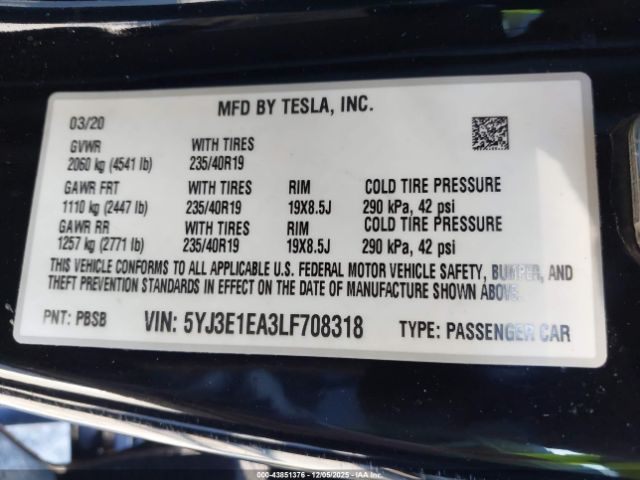 MFD BY TESLA, INC.
03/20
GVWR WITH TIRES
2060 kg (4541 lb) 235/40R19
GAWR FRT WITH TIRES RIM COLD TIRE PRESSURE
1110 kg (2447 lb) 235/40R19 19X8.5J 290 kPa, 42 psi
GAWR RR WITH TIRES RIM COLD TIRE PRESSURE
1257 kg (2771 lb) 235/40R19 19X8.5J 290 kPa, 42 psi
THIS VEHICLE CONFORMS TO ALL APPLICABLE U.S. FEDERAL MOTOR VEHICLE SAFETY, BUMPER, AND
THEFT PREVENTION STANDARDS IN EFFECT ON THE DATE OF MANUFACTURE SHOWN ABOVE.
PNT: PBSB VIN: 5YJ3E1EA3LF708318 TYPE: PASSENGER CAR
000-43851376 - 12/05/2025 - IAAI.COM